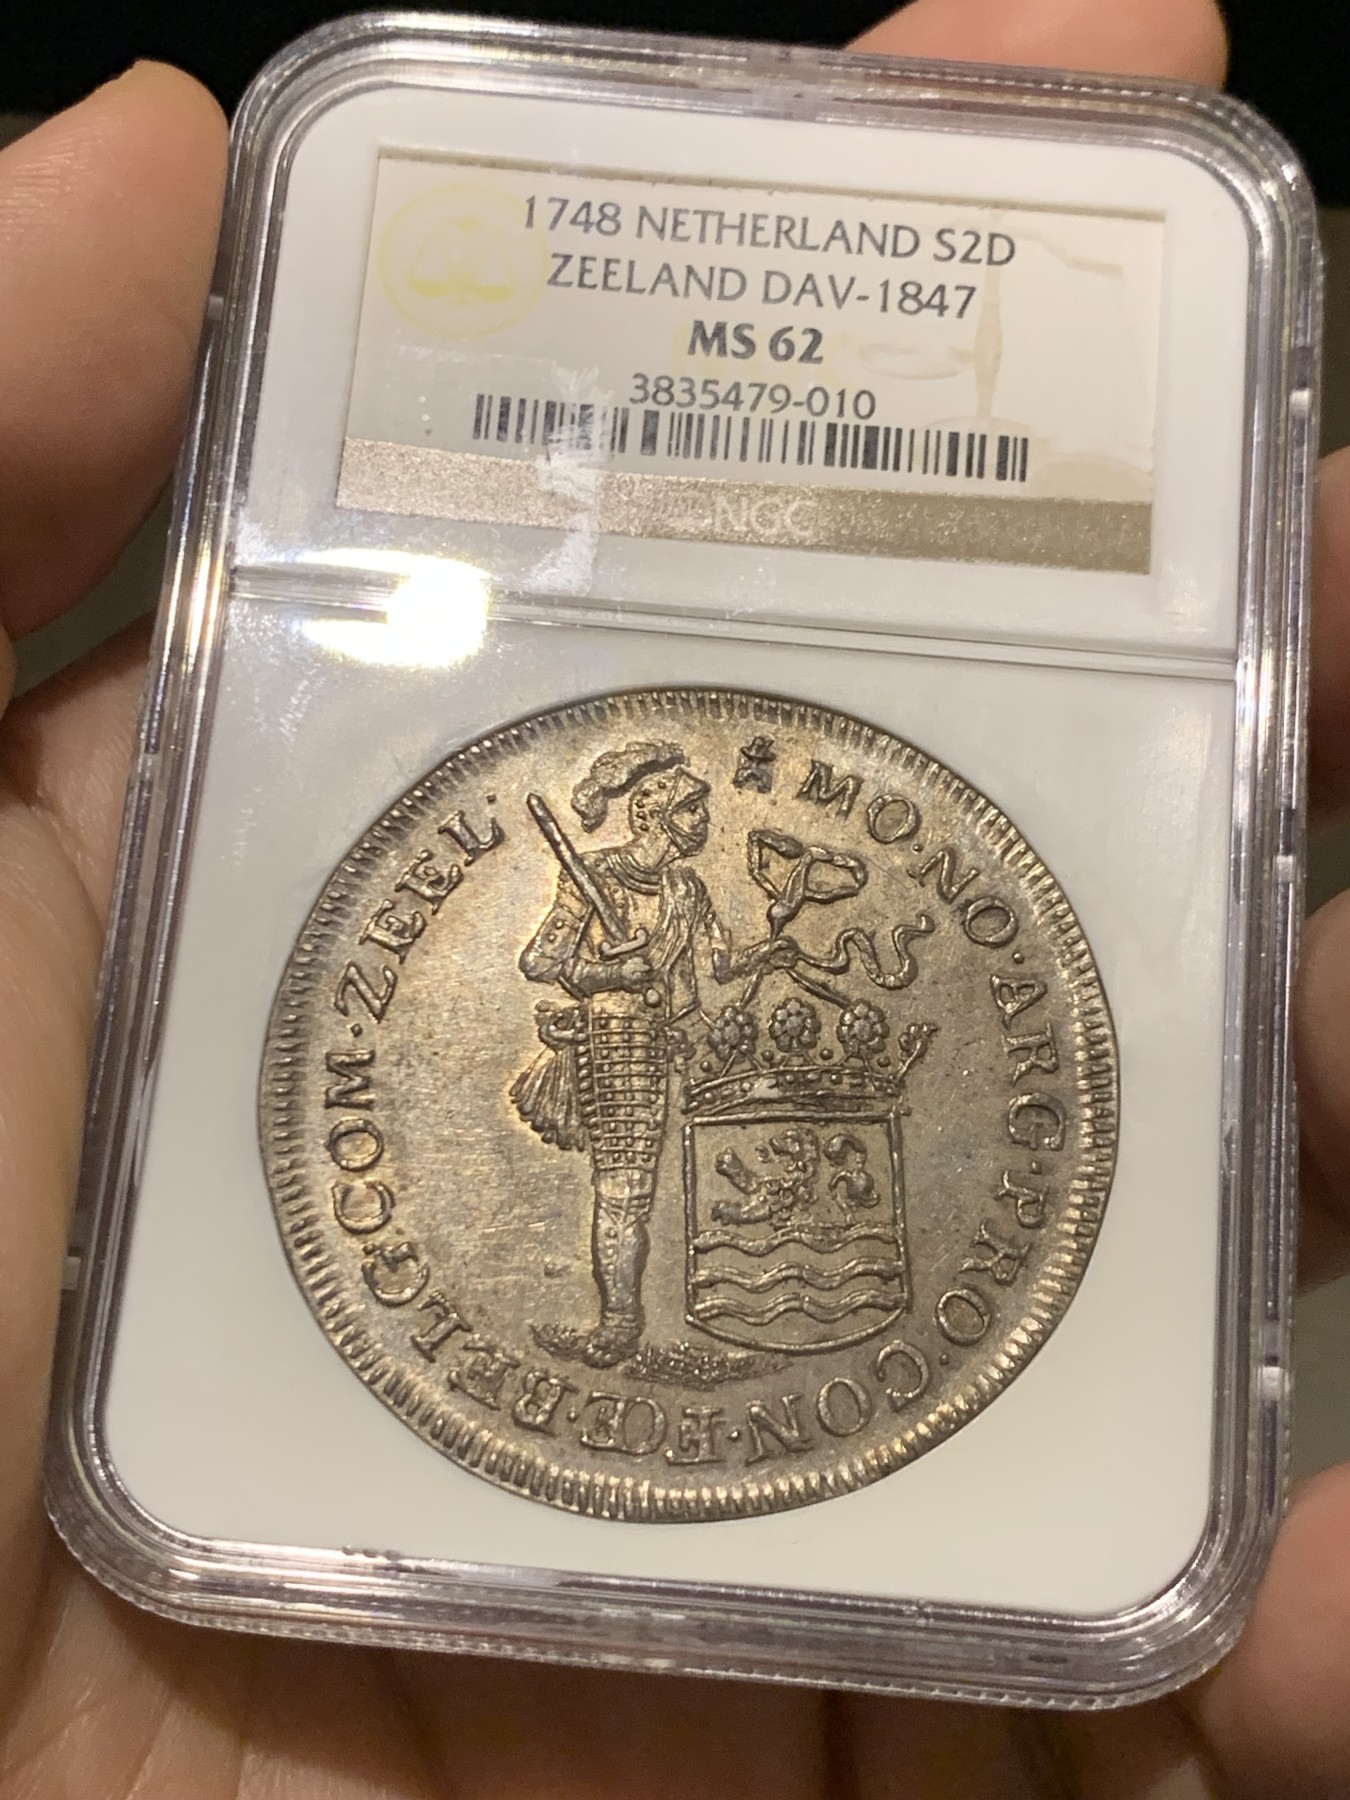 1748 NETHERLAND S2D
ZEELAND DAV-1847
MS 62
3835479-010
NGC
MO·NO·ARG·PRO·CON·FŒ·BELG:COM·ZEEL·